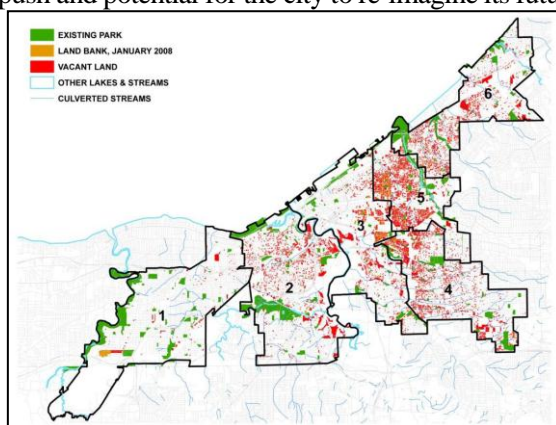 push and potential for the city to re-imagine its futu
EXISTING PARK
LAND BANK, JANUARY 2008
VACANT LAND
OTHER LAKES & STREAMS
CULVERTED STREAMS
6
5
3
2
4
1